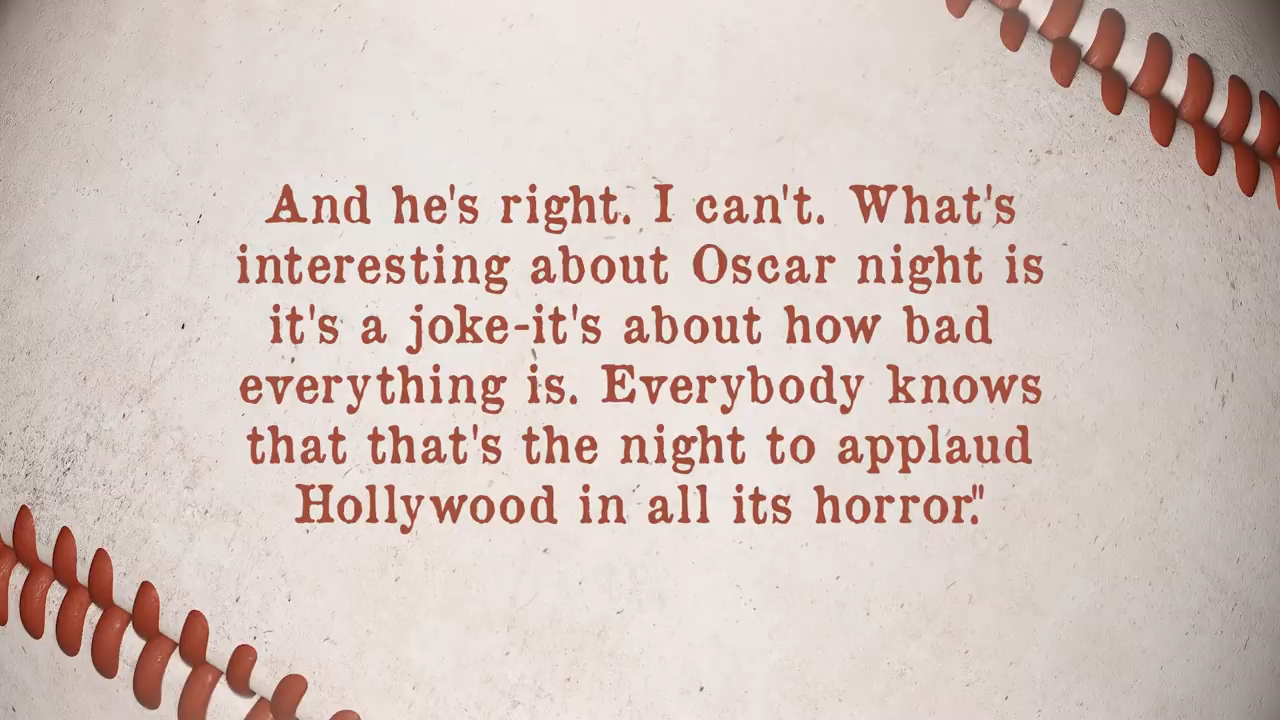 And he's right. I can't. What's
interesting about Oscar night is
it's a joke-it's about how bad
everything is. Everybody knows
that that's the night to applaud
Hollywood in all its horror."